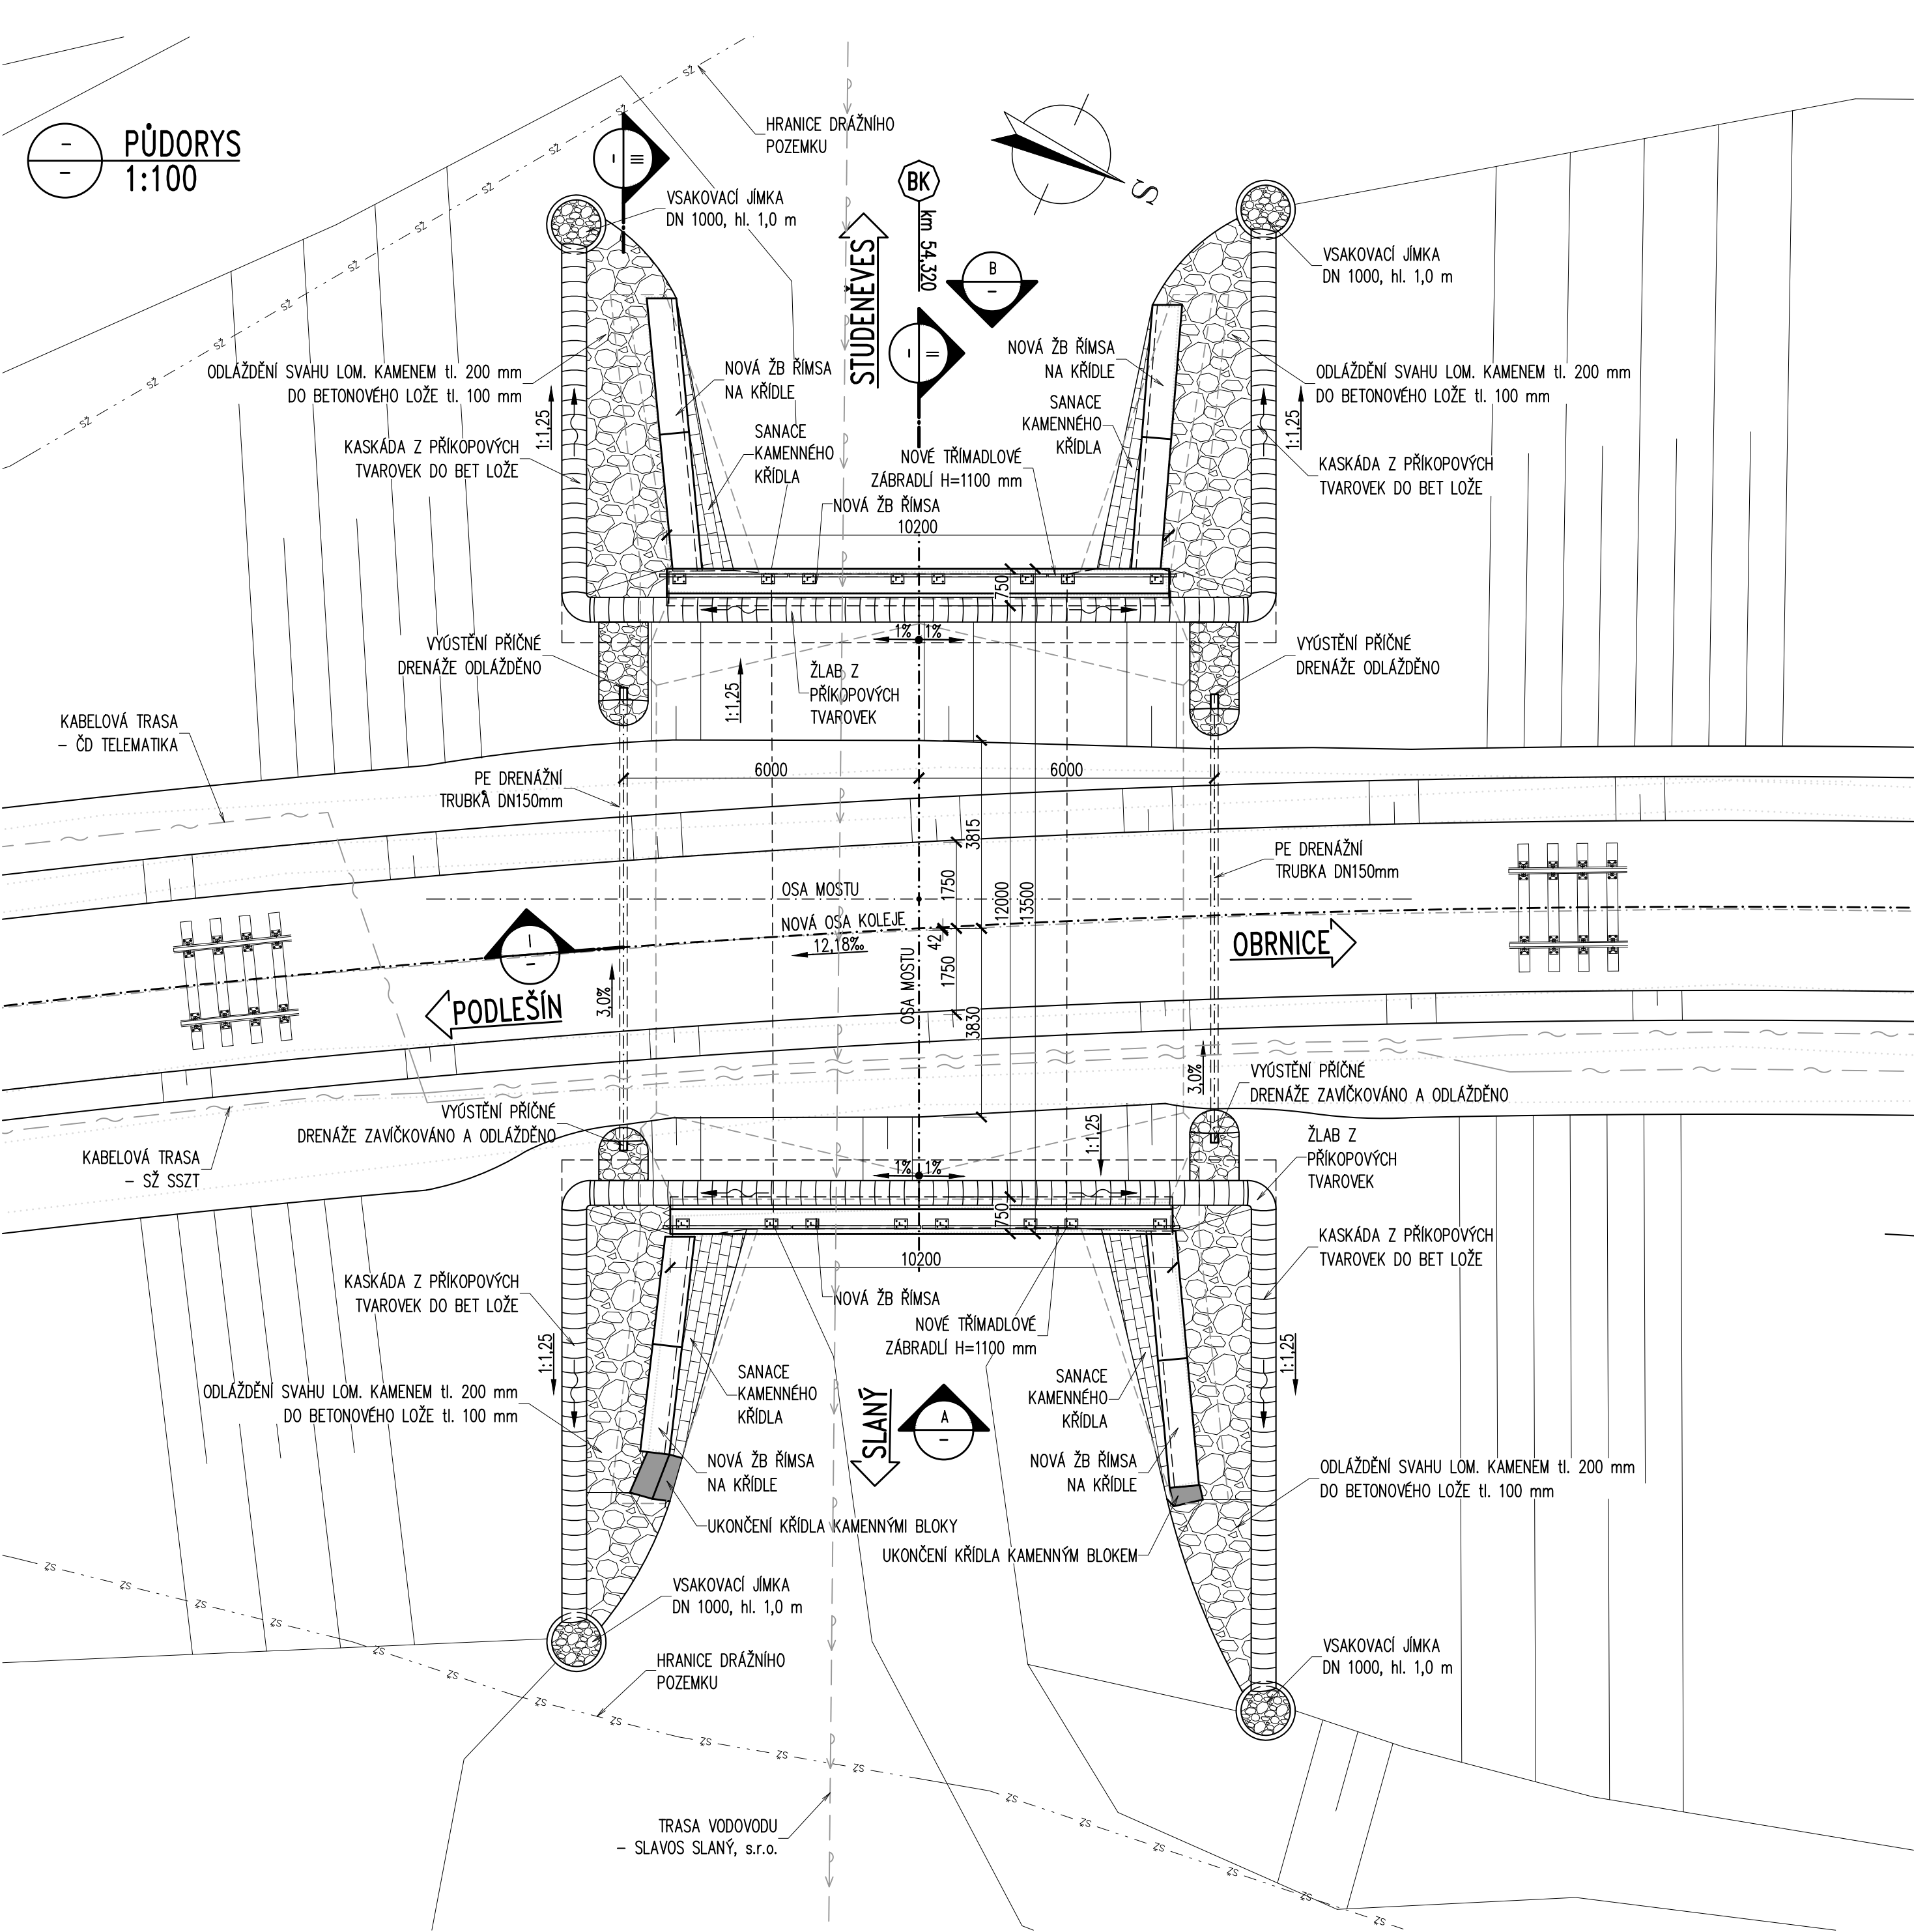 PŮDORYS
1:100
HRANICE DRÁŽNÍHO
POZEMKU
VSAKOVACÍ JÍMKA
DN 1000, hl. 1,0 m
BK
km 54,320
STUDENĚVES
B
S
VSAKOVACÍ JÍMKA
DN 1000, hl. 1,0 m
ODLÁŽDĚNÍ SVAHU LOM. KAMENEM tl. 200 mm
DO BETONOVÉHO LOŽE tl. 100 mm
1:1,25
KASKÁDA Z PŘÍKOPOVÝCH
TVAROVEK DO BET LOŽE
NOVÁ ŽB ŘÍMSA
NA KŘÍDLE
SANACE
KAMENNÉHO
KŘÍDLA
NOVÁ ŽB ŘÍMSA
NA KŘÍDLE
SANACE
KAMENNÉHO
KŘÍDLA
NOVÉ TŘÍMADLOVÉ
ZÁBRADLÍ H=1100 mm
NOVÁ ŽB ŘÍMSA
10200
ODLÁŽDĚNÍ SVAHU LOM. KAMENEM tl. 200 mm
DO BETONOVÉHO LOŽE tl. 100 mm
1:1,25
KASKÁDA Z PŘÍKOPOVÝCH
TVAROVEK DO BET LOŽE
750
1% 1%
VYÚSTĚNÍ PŘÍČNÉ
DRENÁŽE ODLÁŽDĚNO
1:1,25
ŽLAB Z
PŘÍKOPOVÝCH
TVAROVEK
VYÚSTĚNÍ PŘÍČNÉ
DRENÁŽE ODLÁŽDĚNO
KABELOVÁ TRASA
– ČD TELEMATIKA
PE DRENÁŽNÍ
TRUBKA DN150mm
6000
6000
3815
1750
12000
13500
42
1750
3830
PE DRENÁŽNÍ
TRUBKA DN150mm
OSA MOSTU
NOVÁ OSA KOLEJE
12,18‰
OSA MOSTU
OBRNICE
PODLEŠÍN
3,0%
3,0%
VYÚSTĚNÍ PŘÍČNÉ
DRENÁŽE ZAVÍČKOVÁNO A ODLÁŽDĚNO
VYÚSTĚNÍ PŘÍČNÉ
DRENÁŽE ZAVÍČKOVÁNO A ODLÁŽDĚNO
KABELOVÁ TRASA
– SŽ SSZT
1:1,25
1% 1%
750
10200
ŽLAB Z
PŘÍKOPOVÝCH
TVAROVEK
KASKÁDA Z PŘÍKOPOVÝCH
TVAROVEK DO BET LOŽE
KASKÁDA Z PŘÍKOPOVÝCH
TVAROVEK DO BET LOŽE
NOVÁ ŽB ŘÍMSA
NOVÉ TŘÍMADLOVÉ
ZÁBRADLÍ H=1100 mm
1:1,25
1:1,25
ODLÁŽDĚNÍ SVAHU LOM. KAMENEM tl. 200 mm
DO BETONOVÉHO LOŽE tl. 100 mm
SANACE
KAMENNÉHO
KŘÍDLA
SLANÝ
A
SANACE
KAMENNÉHO
KŘÍDLA
NOVÁ ŽB ŘÍMSA
NA KŘÍDLE
NOVÁ ŽB ŘÍMSA
NA KŘÍDLE
ODLÁŽDĚNÍ SVAHU LOM. KAMENEM tl. 200 mm
DO BETONOVÉHO LOŽE tl. 100 mm
UKONČENÍ KŘÍDLA KAMENNÝMI BLOKY
UKONČENÍ KŘÍDLA KAMENNÝM BLOKEM
VSAKOVACÍ JÍMKA
DN 1000, hl. 1,0 m
HRANICE DRÁŽNÍHO
POZEMKU
VSAKOVACÍ JÍMKA
DN 1000, hl. 1,0 m
TRASA VODOVODU
– SLAVOS SLANÝ, s.r.o.